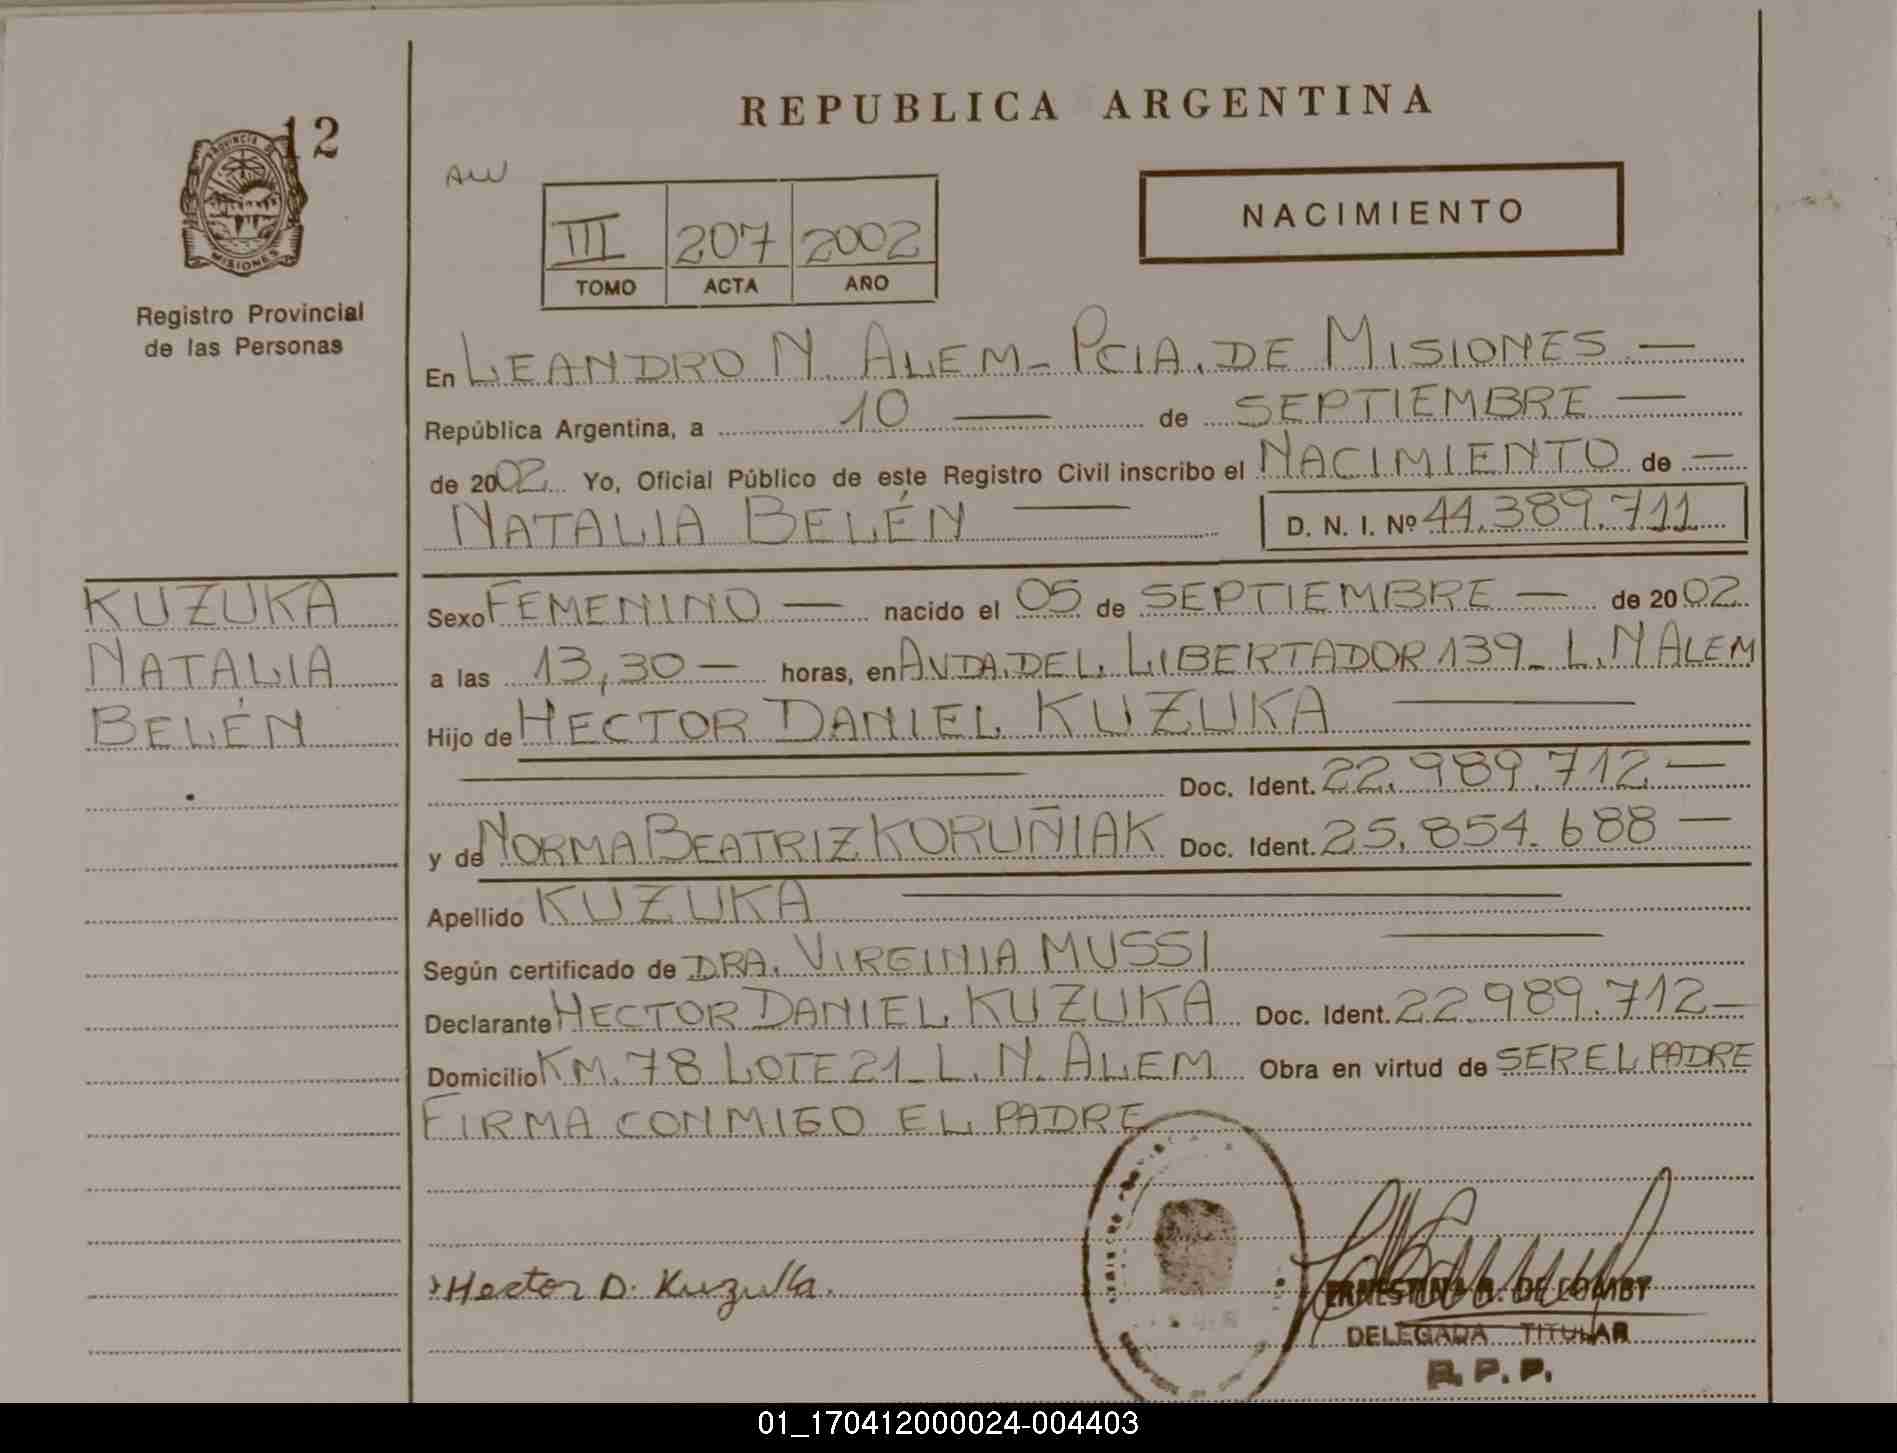 REPUBLICA ARGENTINA
12
PROVINCIA DE
MISIONES
Registro Provincial
de las Personas
AW
III 207 2002
TOMO ACTA AÑO
NACIMIENTO
En LEANDRO N. ALEM - PCIA. DE MISIONES —
República Argentina, a 10 — de SEPTIEMBRE —
de 2002 Yo, Oficial Público de este Registro Civil inscribo el NACIMIENTO de —
NATALIA BELÉN — D. N. I. Nº 44.389.711
KUZUKA
NATALIA
BELÉN
Sexo FEMENINO — nacido el 05 de SEPTIEMBRE — de 2002
a las 13,30 — horas, en AVDA. DEL LIBERTADOR 139 - L. N ALEM
Hijo de HECTOR DANIEL KUZUKA —
— Doc. Ident. 22.989.712 —
y de NORMA BEATRIZ KORUÑIAK Doc. Ident. 25.854.688 —
Apellido KUZUKA —
Según certificado de DRA. VIRGINIA MUSSI —
Declarante HECTOR DANIEL KUZUKA Doc. Ident. 22.989.712 —
Domicilio KM. 78 LOTE 21 - L. N. ALEM Obra en virtud de SER EL PADRE
FIRMA CONMIGO EL PADRE
Hector D. Kuzuka.
ERNESTINA R. DE COMBY
DELEGADA TITULAR
R. P. P.
01_170412000024-004403